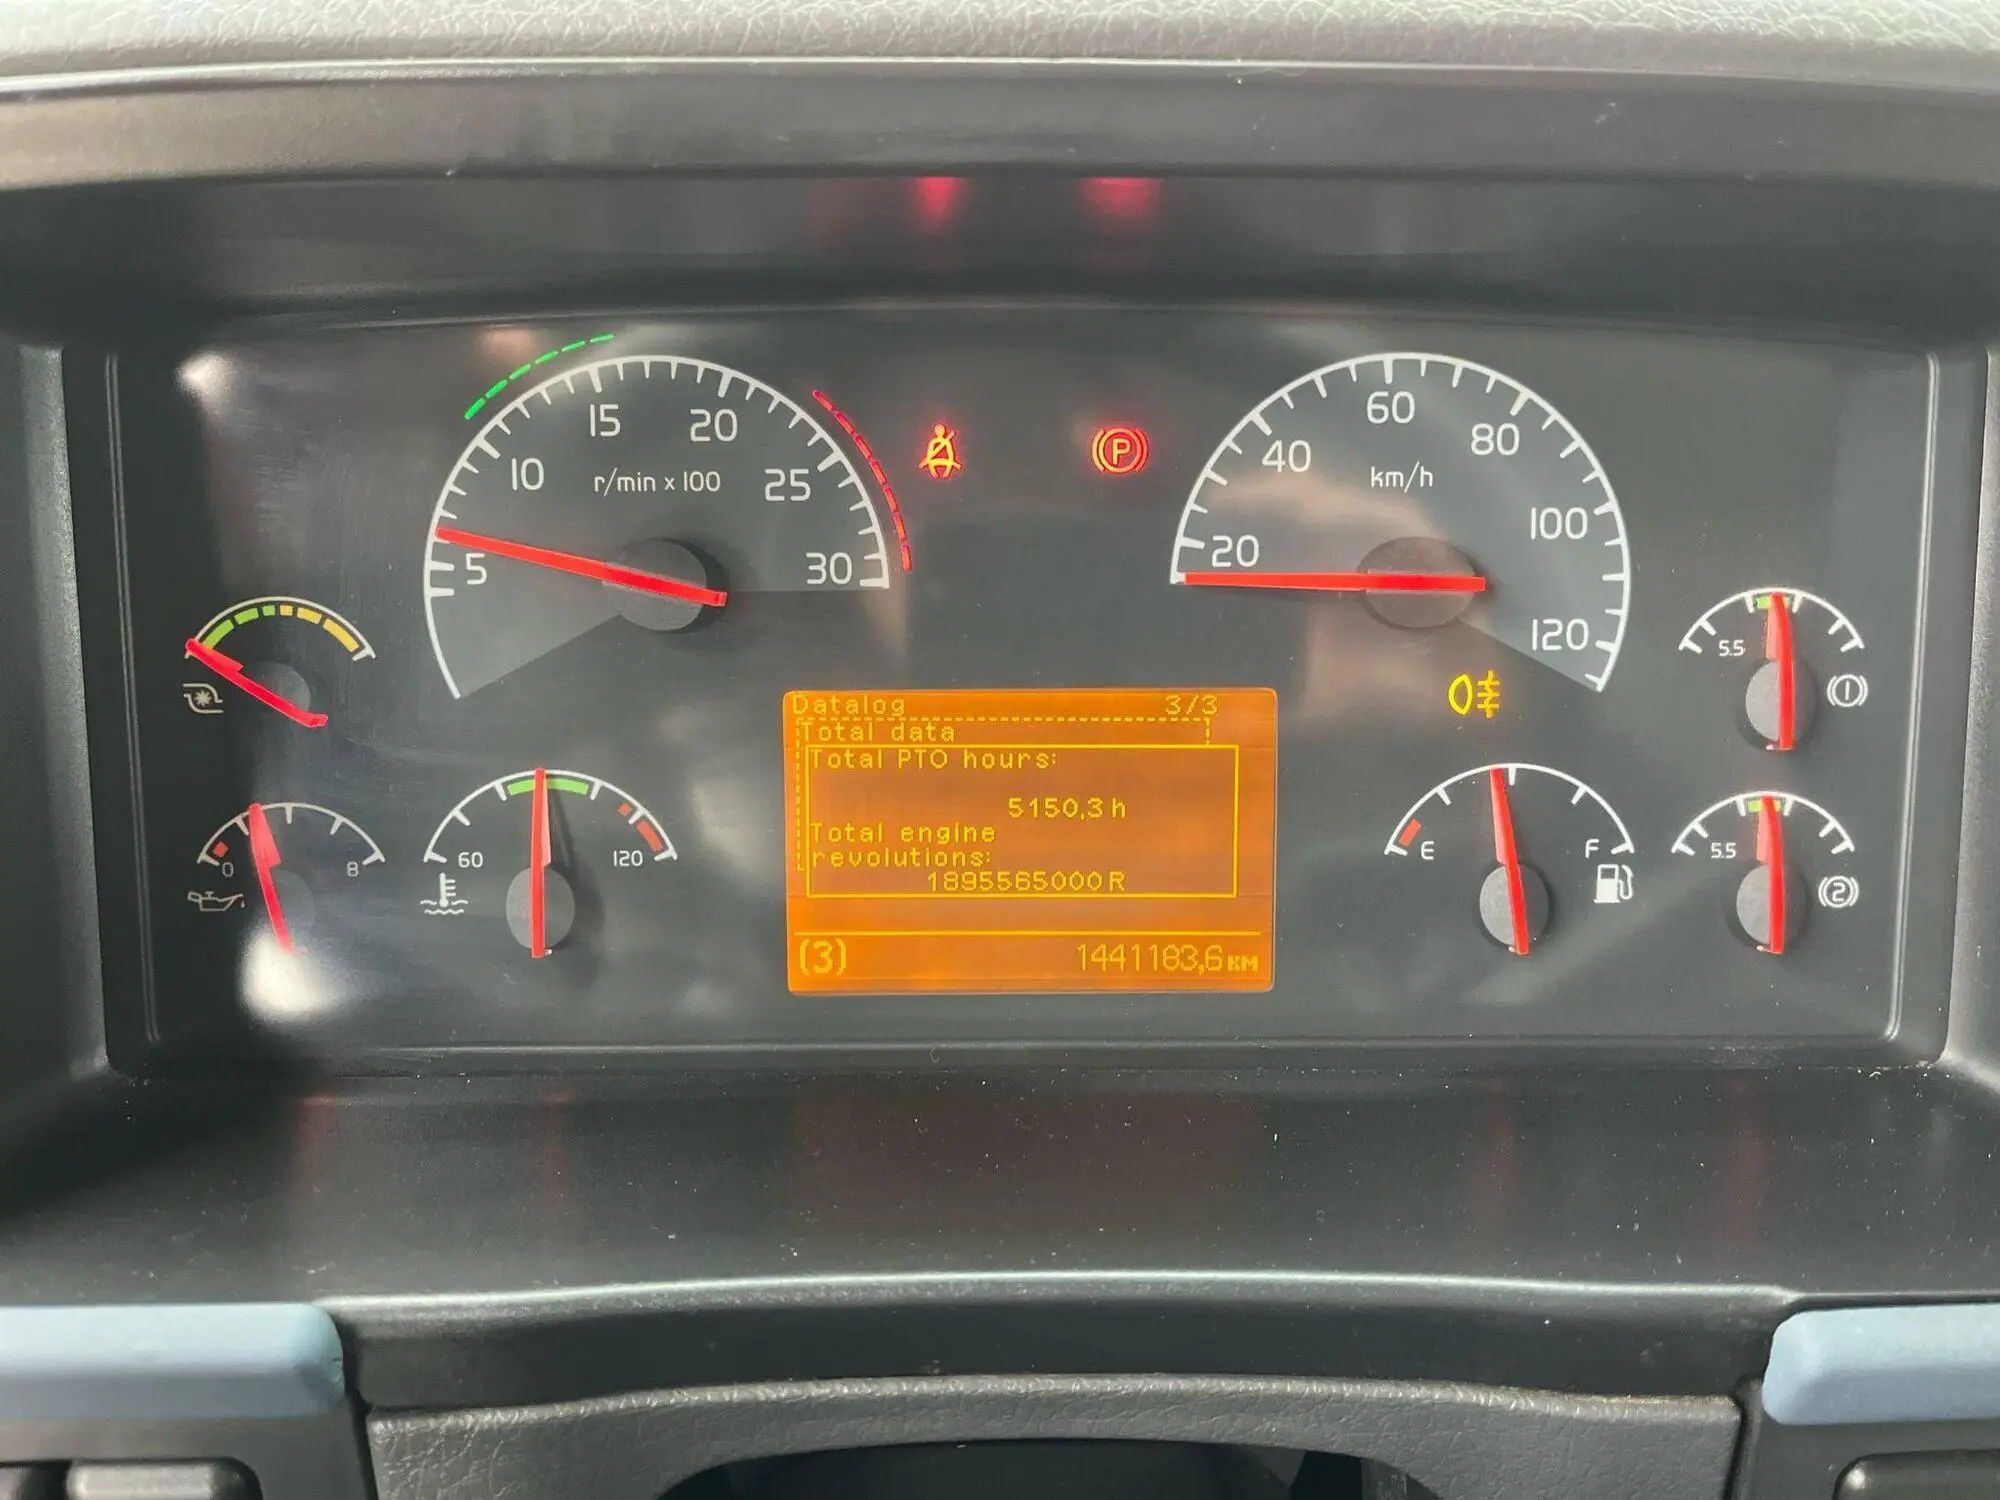 15
20
10
r/min x 100
25
5
30
P
60
40
80
km/h
100
20
120
5.5
1
Datalog 3/3
Total data
Total PTO hours:
5150,3 h
Total engine
revolutions:
1895565000 R
(3) 1441183,6 км
0 8
60 120
E F
5.5
2